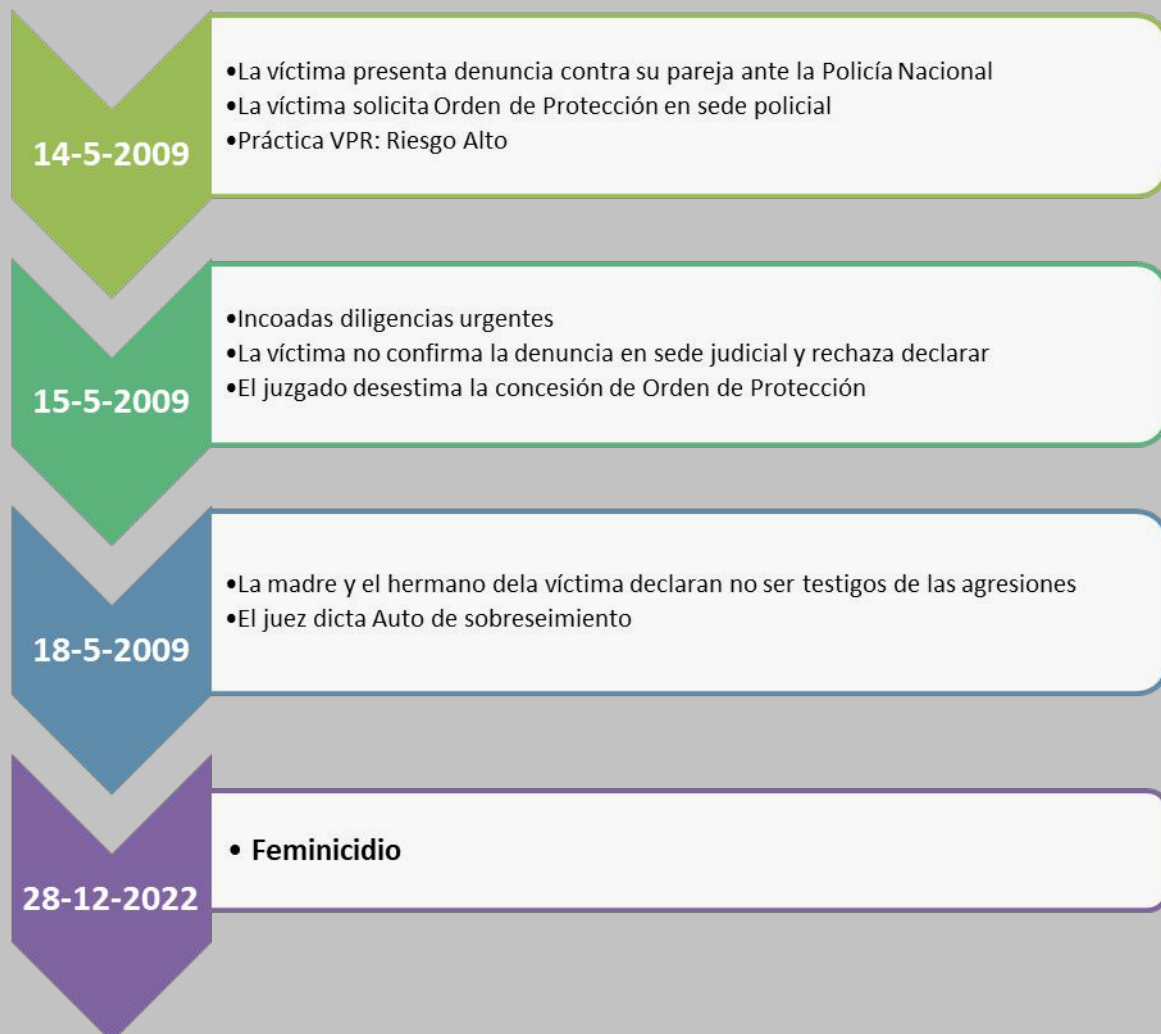 14-5-2009
•La víctima presenta denuncia contra su pareja ante la Policía Nacional
•La víctima solicita Orden de Protección en sede policial
•Práctica VPR: Riesgo Alto
15-5-2009
•Incoadas diligencias urgentes
•La víctima no confirma la denuncia en sede judicial y rechaza declarar
•El juzgado desestima la concesión de Orden de Protección
18-5-2009
•La madre y el hermano dela víctima declaran no ser testigos de las agresiones
•El juez dicta Auto de sobreseimiento
28-12-2022
• Feminicidio